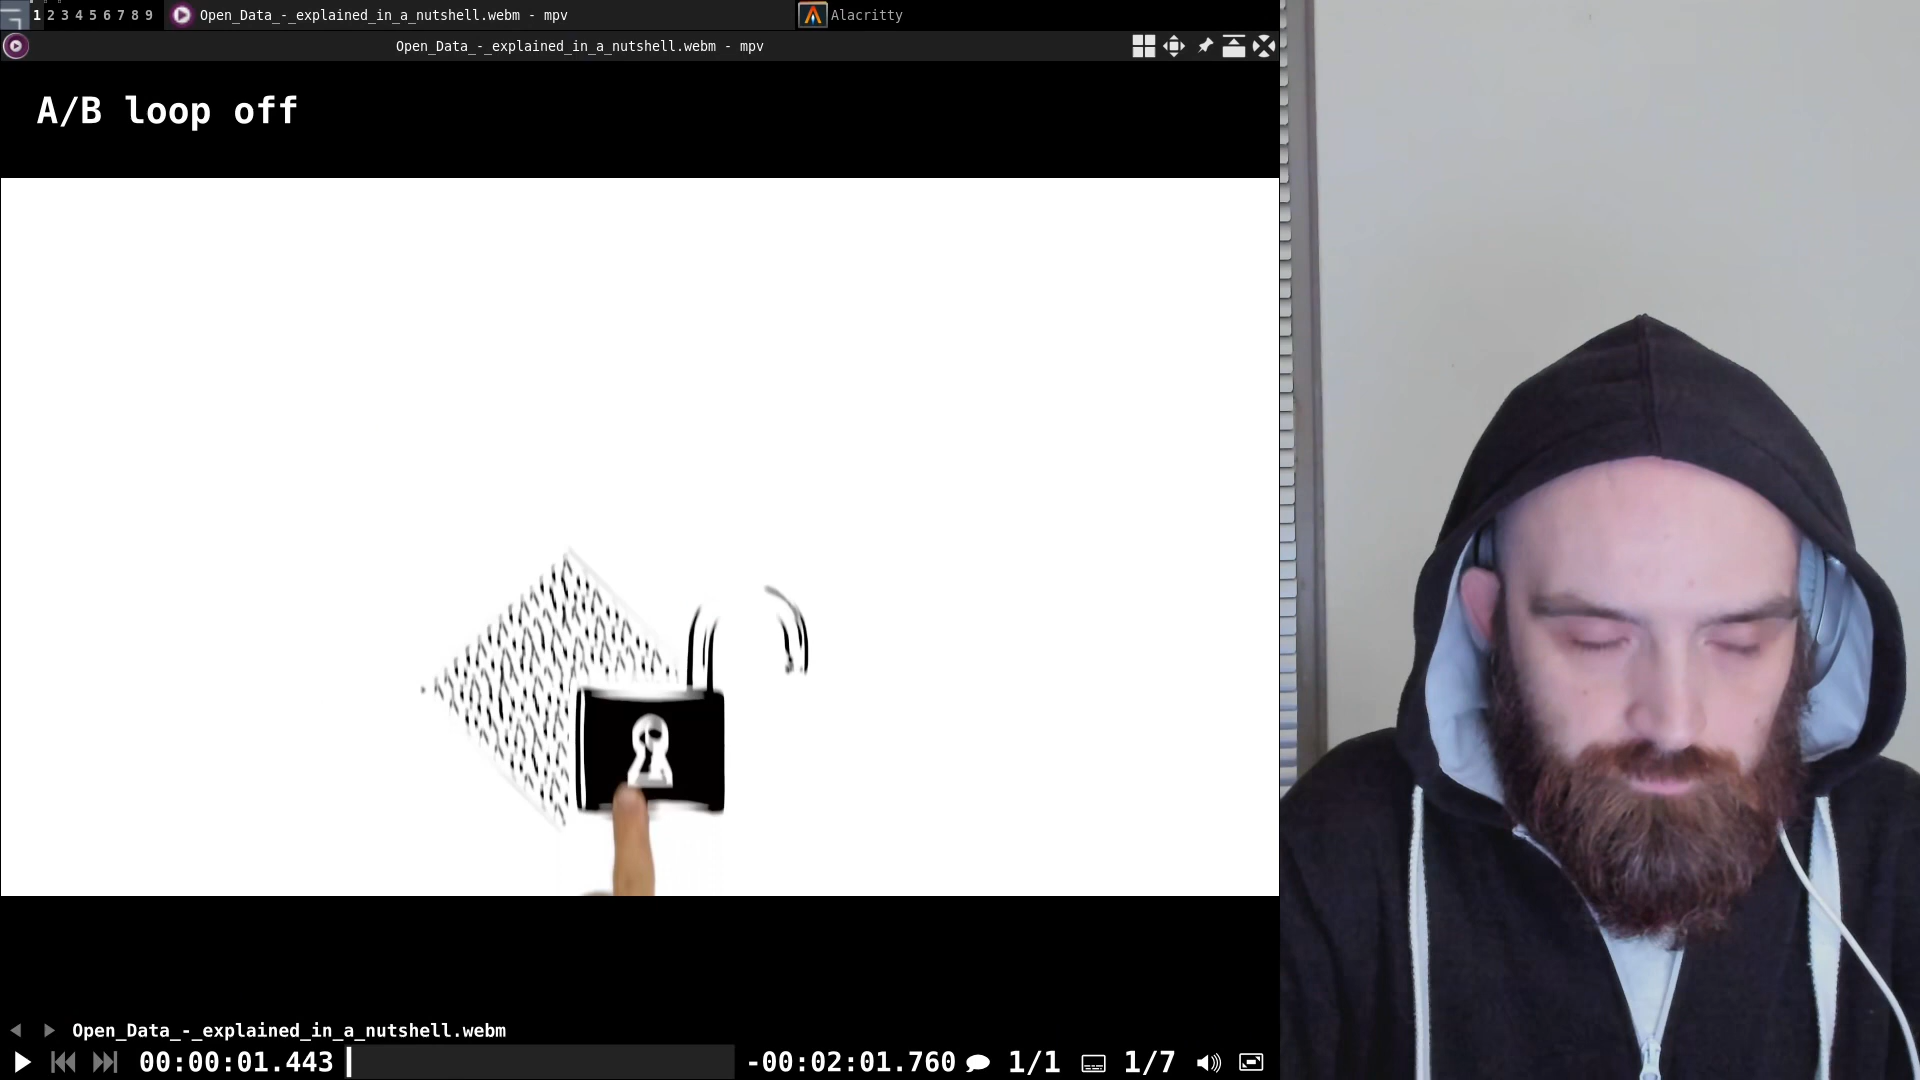 1 2 3 4 5 6 7 8 9 Open_Data_-_explained_in_a_nutshell.webm - mpv Alacritty
Open_Data_-_explained_in_a_nutshell.webm - mpv
A/B loop off
Open_Data_-_explained_in_a_nutshell.webm
00:00:01.443 -00:02:01.760 1/1 1/7